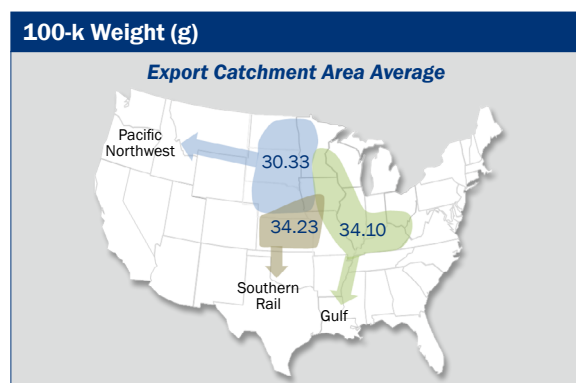 100-k Weight (g)
Export Catchment Area Average
Pacific
Northwest
30.33
34.23
34.10
Southern
Rail
Gulf